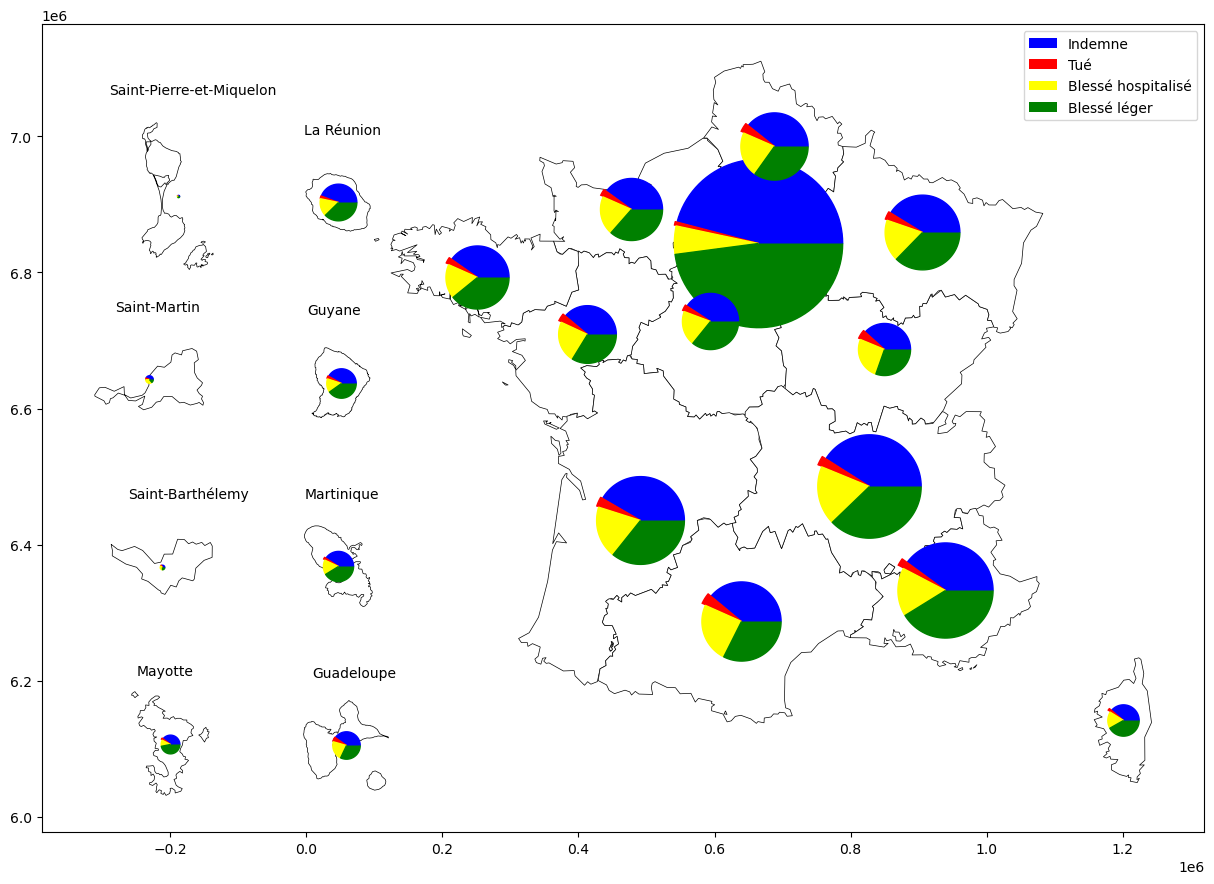 1e6
Indemne
Tué
Blessé hospitalisé
Blessé léger
Saint-Pierre-et-Miquelon
La Réunion
7.0
6.8
Saint-Martin
Guyane
6.6
Saint-Barthélemy
Martinique
6.4
Mayotte
Guadeloupe
6.2
6.0
−0.2 0.0 0.2 0.4 0.6 0.8 1.0 1.2
1e6